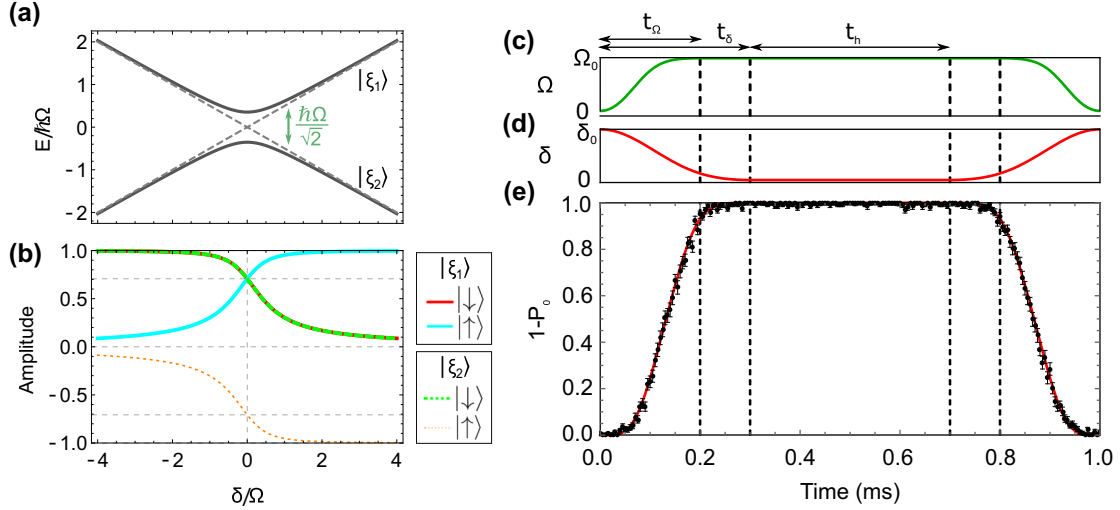 (a)
2
1
0
-1
-2
E/ℏΩ
|ξ₁⟩
ℏΩ
√2
|ξ₂⟩
(b)
1.0
0.5
0.0
-0.5
-1.0
Amplitude
-4
-2
0
2
4
δ/Ω
|ξ₁⟩
|↓⟩
|↑⟩
|ξ₂⟩
|↓⟩
|↑⟩
t_Ω
t_δ
t_h
(c)
Ω₀
Ω
0
(d)
δ₀
δ
0
(e)
1.0
0.8
0.6
0.4
0.2
0.0
1-P₀
0.0
0.2
0.4
0.6
0.8
1.0
Time (ms)